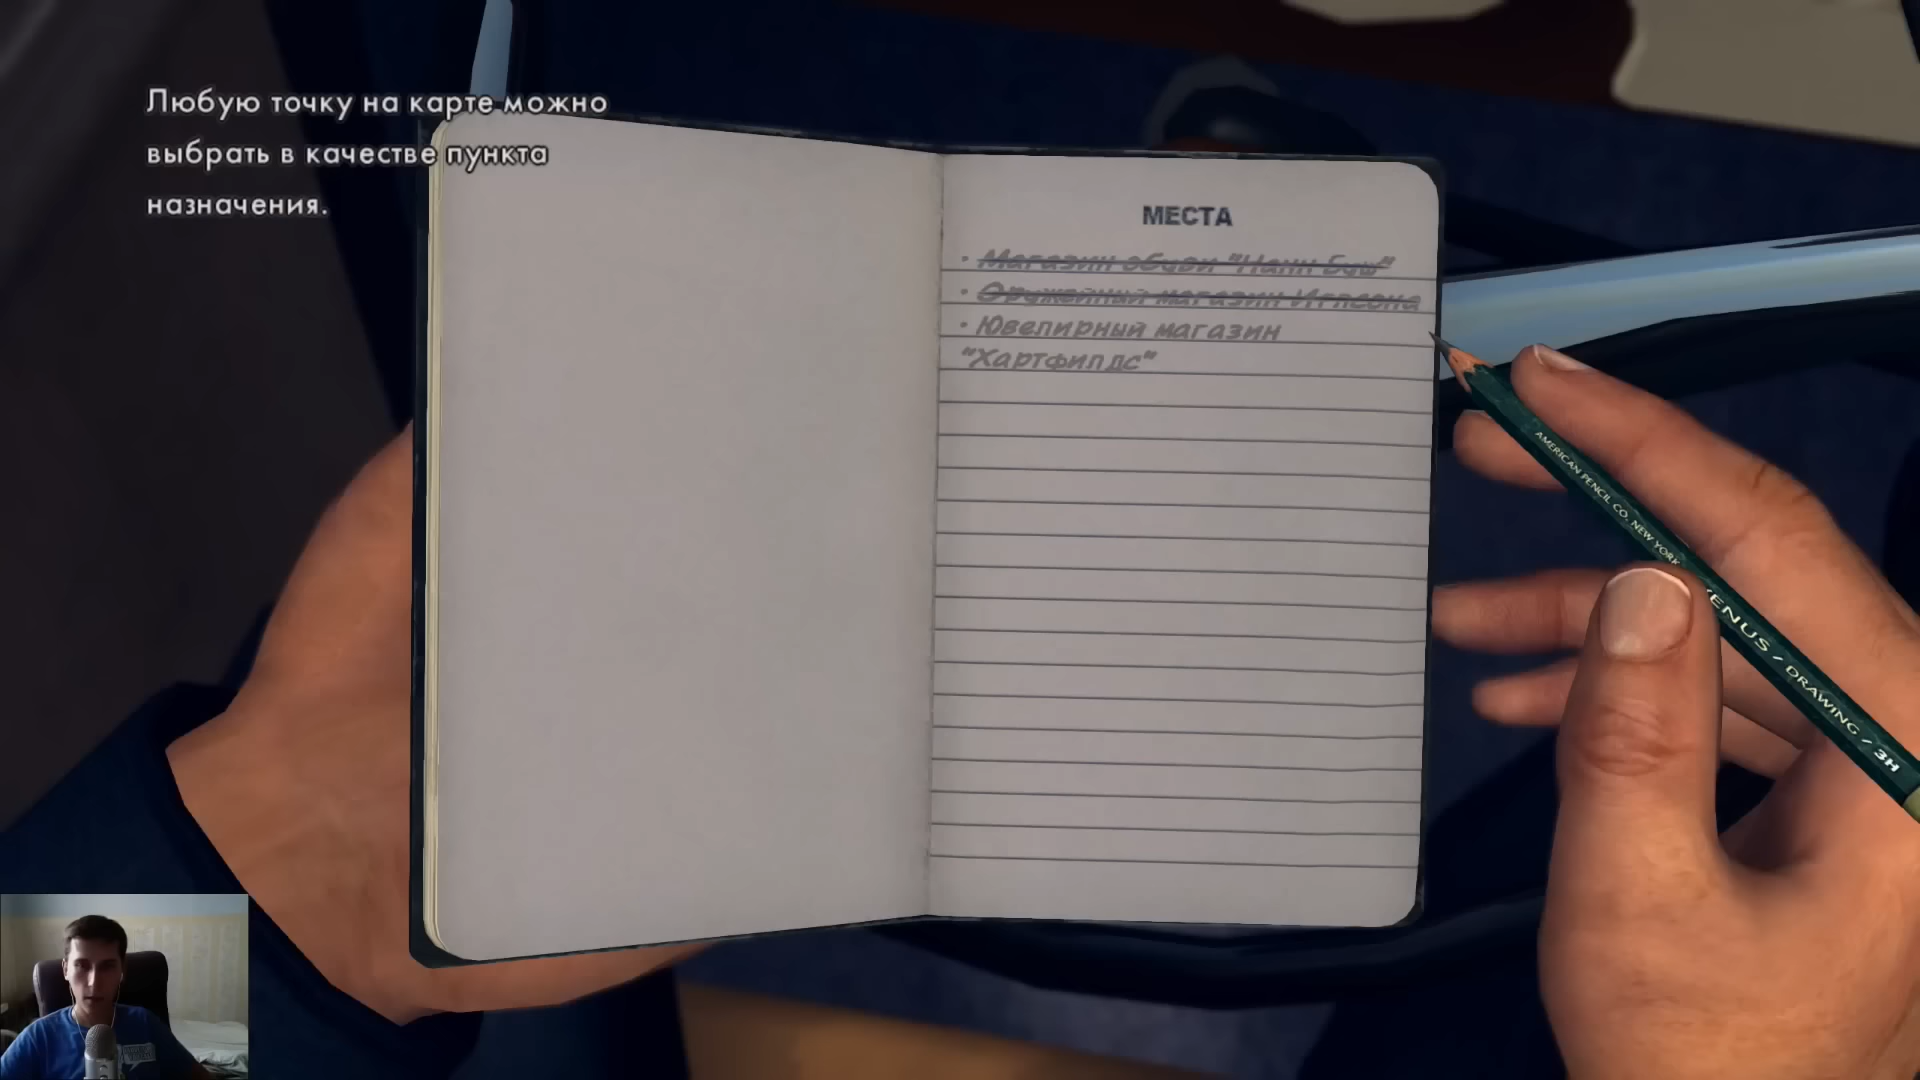 Любую точку на карте можно
выбрать в качестве пункта
назначения.
МЕСТА
· Магазин обуви "Нанн Буш"
· Оружейный магазин Игпсона
· Ювелирный магазин
"Хартфилдс"
AMERICAN PENCIL CO. NEW YORK
VENUS / DRAWING / 3H